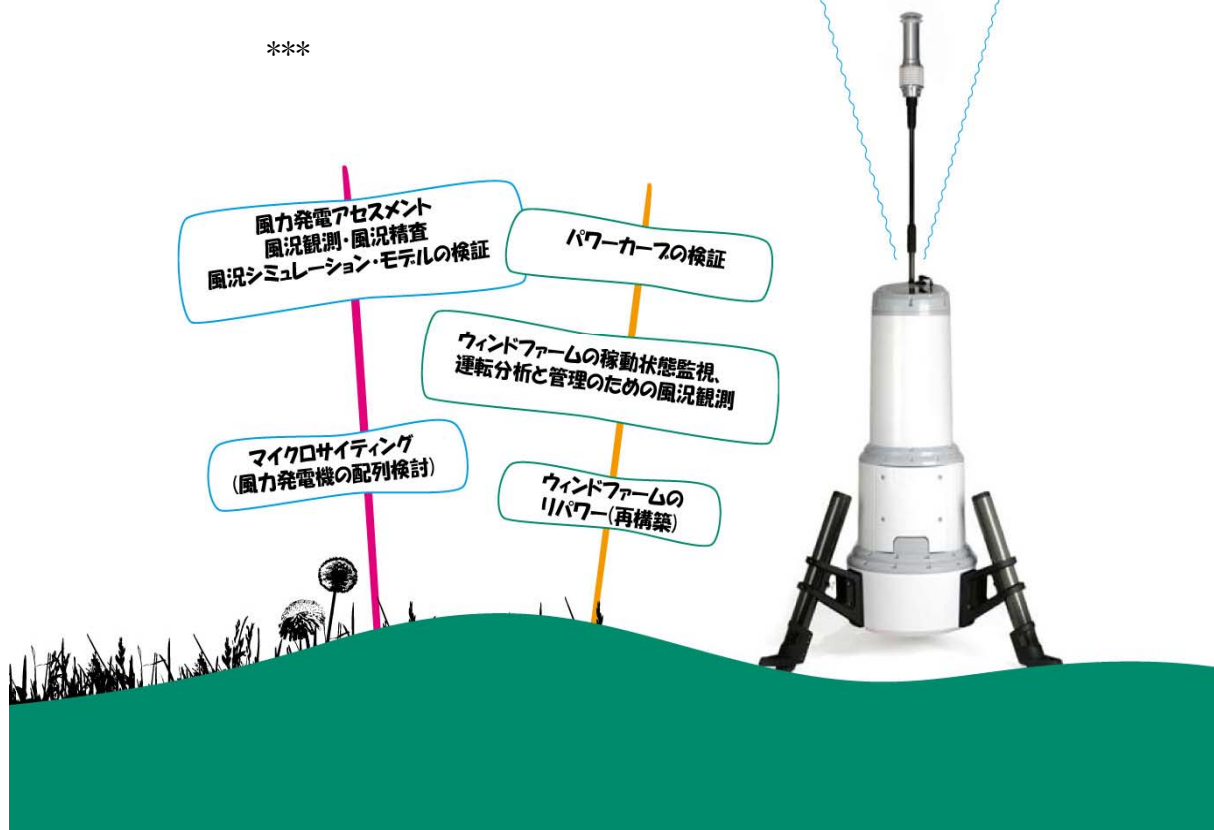 ***
風力発電アセスメント
風況観測・風況精査
風況シミュレーション・モデルの検証
パワーカーブの検証
ウィンドファームの稼動状態監視、
運転分析と管理のための風況観測
マイクロサイティング
(風力発電機の配列検討)
ウィンドファームの
リパワー(再構築)